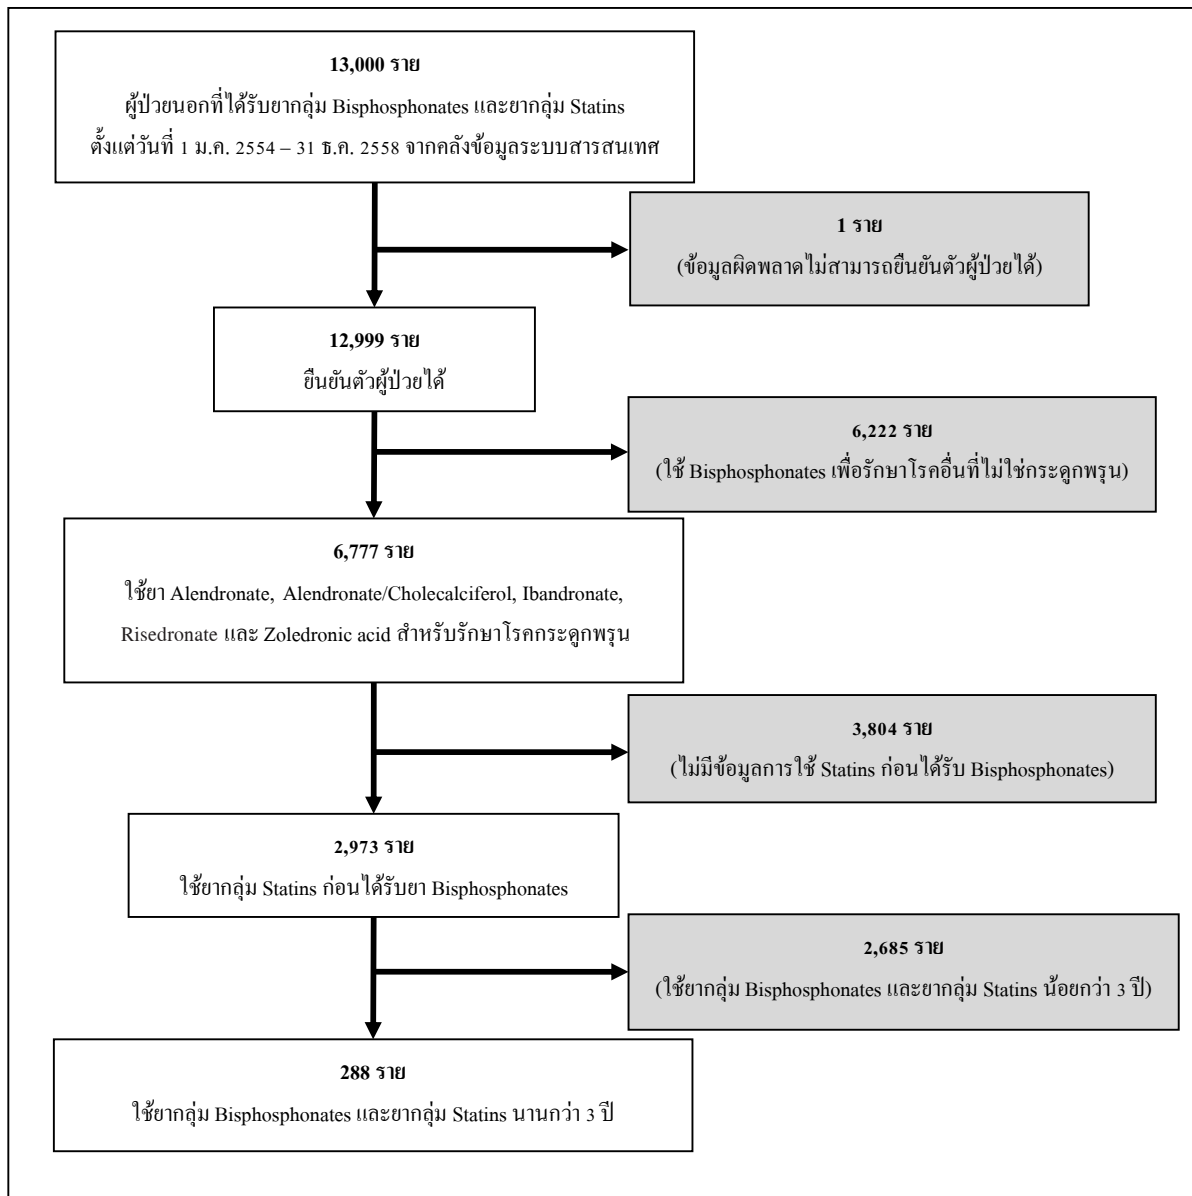 13,000 ราย
ผู้ป่วยนอกที่ได้รับยากลุ่ม Bisphosphonates และยากลุ่ม Statins
ตั้งแต่วันที่ 1 ม.ค. 2554 – 31 ธ.ค. 2558 จากคลังข้อมูลระบบสารสนเทศ
1 ราย
(ข้อมูลผิดพลาดไม่สามารถยืนยันตัวผู้ป่วยได้)
12,999 ราย
ยืนยันตัวผู้ป่วยได้
6,222 ราย
(ใช้ Bisphosphonates เพื่อรักษาโรคอื่นที่ไม่ใช่กระดูกพรุน)
6,777 ราย
ใช้ยา Alendronate, Alendronate/Cholecalciferol, Ibandronate,
Risedronate และ Zoledronic acid สำหรับรักษาโรคกระดูกพรุน
3,804 ราย
(ไม่มีข้อมูลการใช้ Statins ก่อนได้รับ Bisphosphonates)
2,973 ราย
ใช้ยากลุ่ม Statins ก่อนได้รับยา Bisphosphonates
2,685 ราย
(ใช้ยากลุ่ม Bisphosphonates และยากลุ่ม Statins น้อยกว่า 3 ปี)
288 ราย
ใช้ยากลุ่ม Bisphosphonates และยากลุ่ม Statins นานกว่า 3 ปี